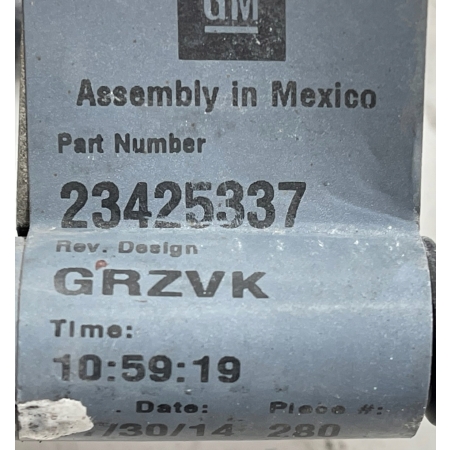 GM
Assembly in Mexico
Part Number
23425337
Rev. Design
GRZVK
Time:
10:59:19
. Date: Piece #:
/30/14 280